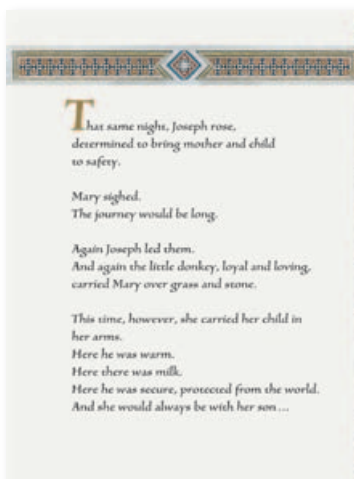 That same night, Joseph rose,
determined to bring mother and child
to safety.
Mary sighed.
The journey would be long.
Again Joseph led them.
And again the little donkey, loyal and loving,
carried Mary over grass and stone.
This time, however, she carried her child in
her arms.
Here he was warm.
Here there was milk.
Here he was secure, protected from the world.
And she would always be with her son ...